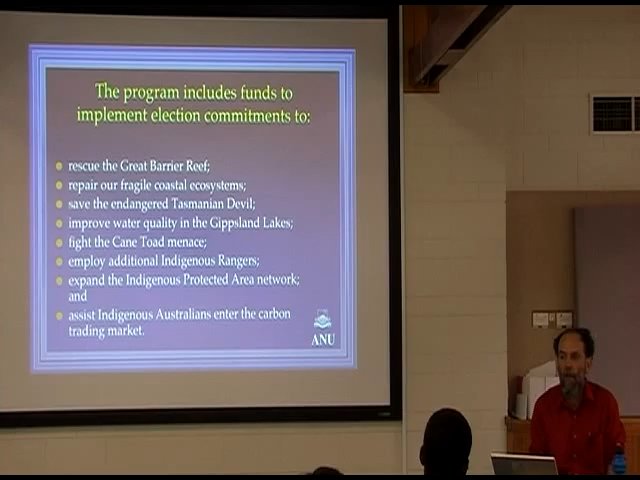 The program includes funds to
implement election commitments to:
rescue the Great Barrier Reef;
repair our fragile coastal ecosystems;
save the endangered Tasmanian Devil;
improve water quality in the Gippsland Lakes;
fight the Cane Toad menace;
employ additional Indigenous Rangers;
expand the Indigenous Protected Area network;
and
assist Indigenous Australians enter the carbon
trading market.
ANU